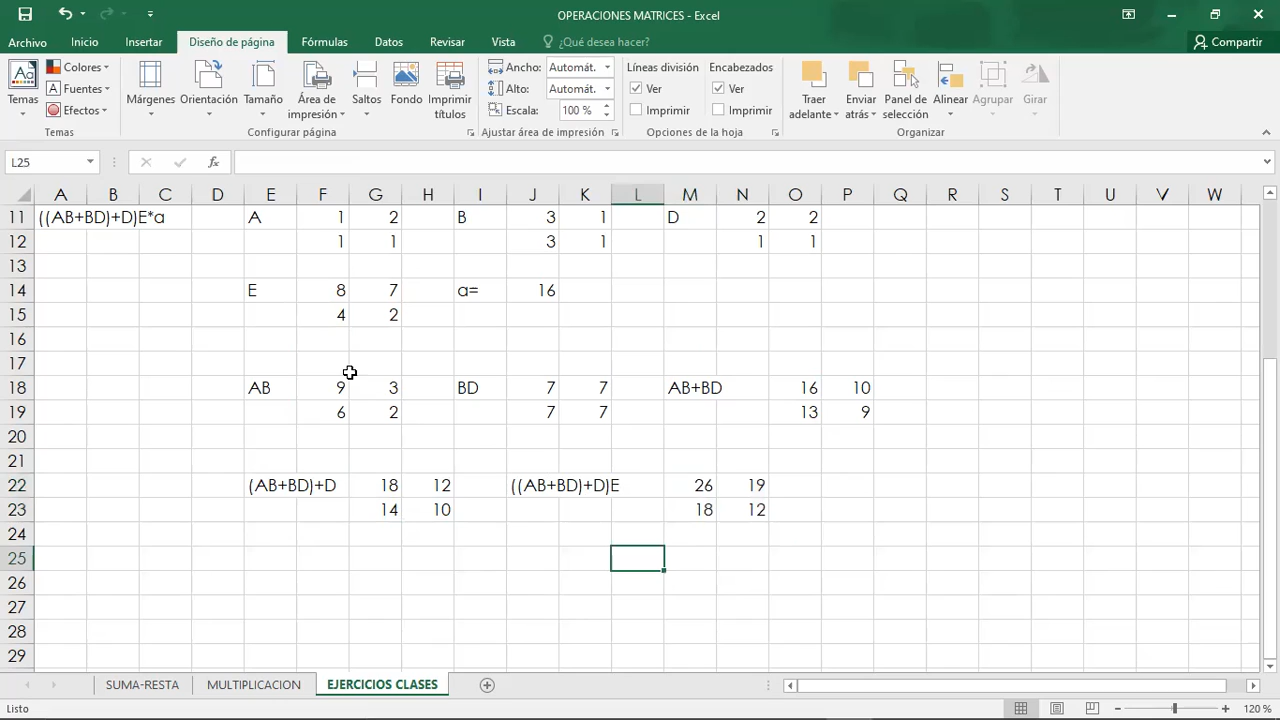 OPERACIONES MATRICES - Excel
Archivo Inicio Insertar Diseño de página Fórmulas Datos Revisar Vista ¿Qué desea hacer? Compartir
Aa Temas Colores Fuentes Efectos Márgenes Orientación Tamaño Área de impresión Saltos Fondo Imprimir títulos Ancho: Automát. Alto: Automát. Escala: 100 % Líneas división Ver Imprimir Encabezados Ver Imprimir Traer adelante Enviar atrás Panel de selección Alinear Agrupar Girar
Temas Configurar página Ajustar área de impresión Opciones de la hoja Organizar
L25 fx
A B C D E F G H I J K L M N O P Q R S T U V W
11 ((AB+BD)+D)E*a A 1 2 B 3 1 D 2 2
12 1 1 3 1 1 1
13
14 E 8 7 a= 16
15 4 2
16
17
18 AB 9 3 BD 7 7 AB+BD 16 10
19 6 2 7 7 13 9
20
21
22 (AB+BD)+D 18 12 ((AB+BD)+D)E 26 19
23 14 10 18 12
24
25
26
27
28
29
SUMA-RESTA MULTIPLICACION EJERCICIOS CLASES
Listo 120 %